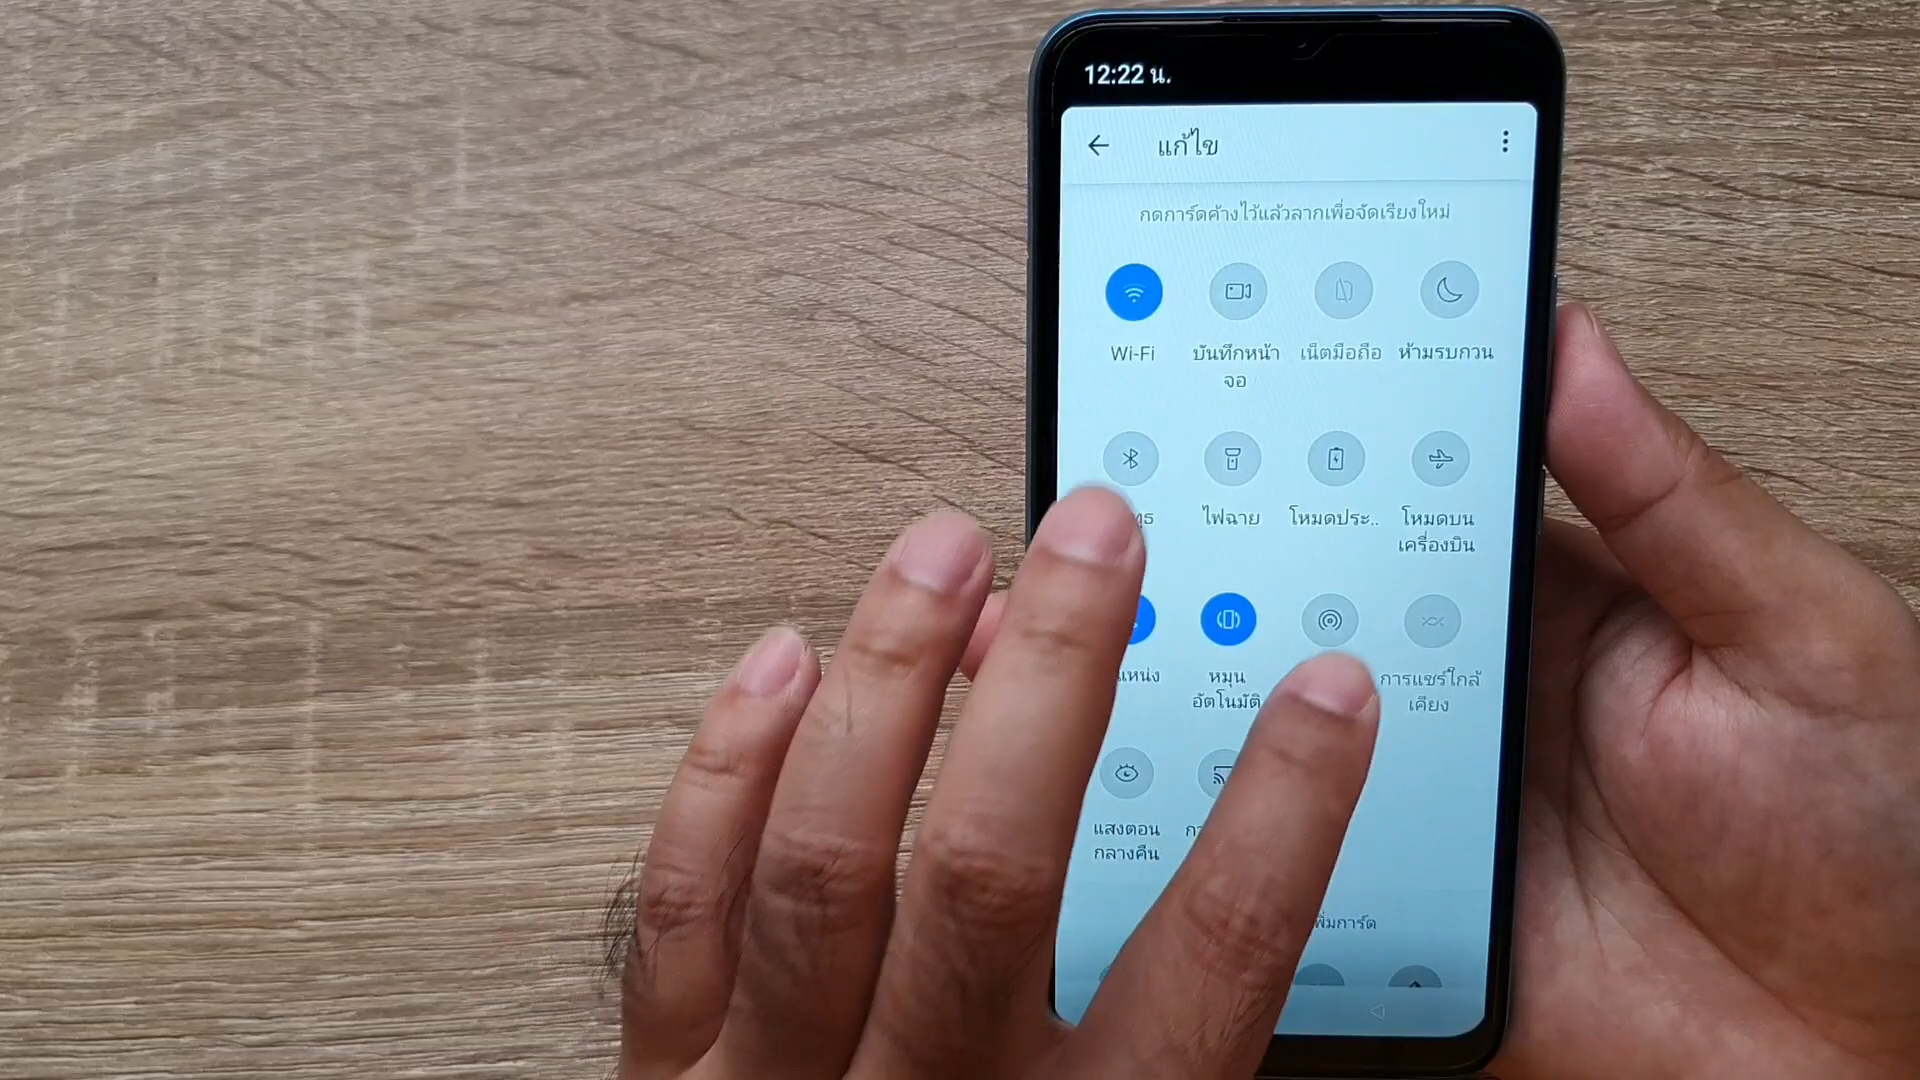 12:22 น.
แก้ไข
กดการ์ดค้างไว้แล้วลากเพื่อจัดเรียงใหม่
Wi-Fi
บันทึกหน้า
จอ
เน็ตมือถือ
ห้ามรบกวน
ไฟฉาย
โหมดประ..
โหมดบน
เครื่องบิน
หมุน
อัตโนมัติ
การแชร์ใกล้
เคียง
แสงตอน
กลางคืน